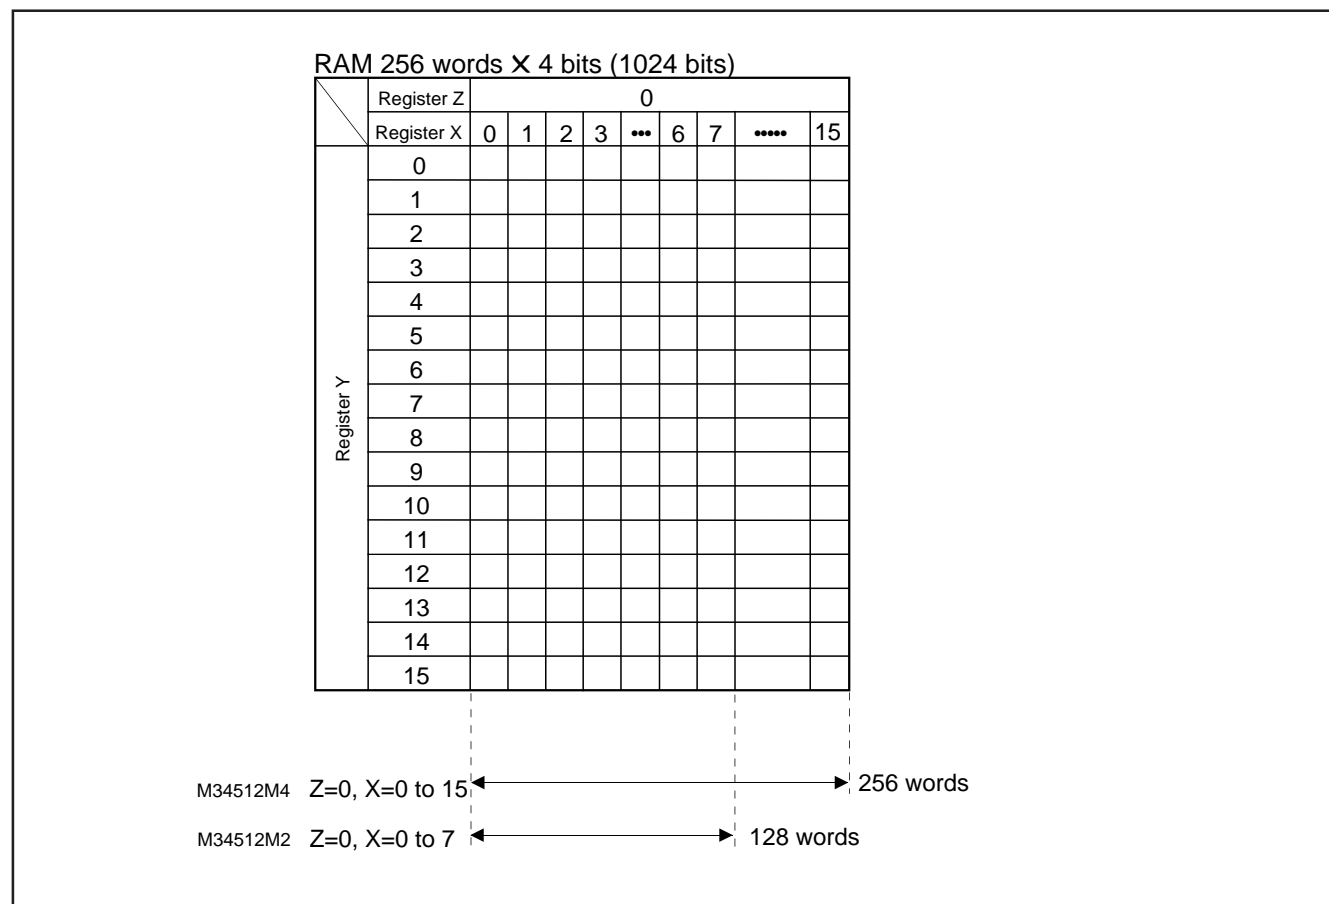 RAM 256 words X 4 bits (1024 bits)
Register Z 0
Register X 0 1 2 3 ••• 6 7 ••••• 15
Register Y
0
1
2
3
4
5
6
7
8
9
10
11
12
13
14
15
M34512M4 Z=0, X=0 to 15 256 words
M34512M2 Z=0, X=0 to 7 128 words